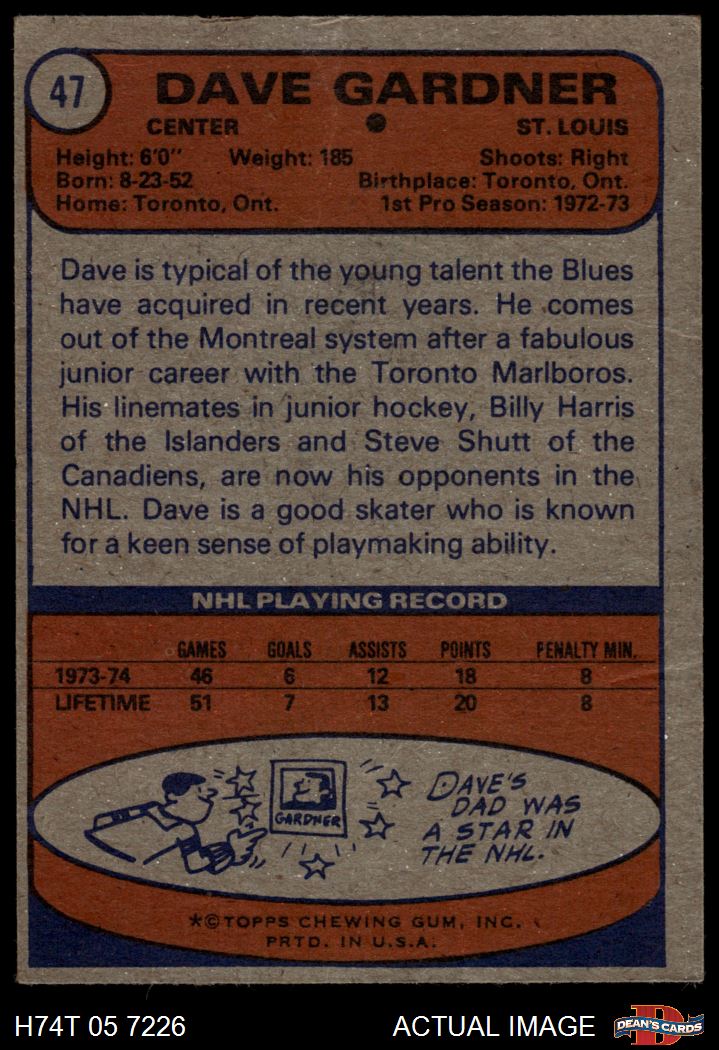 47
DAVE GARDNER
CENTER ST. LOUIS
Height: 6'0" Weight: 185 Shoots: Right
Born: 8-23-52 Birthplace: Toronto, Ont.
Home: Toronto, Ont. 1st Pro Season: 1972-73
Dave is typical of the young talent the Blues
have acquired in recent years. He comes
out of the Montreal system after a fabulous
junior career with the Toronto Marlboros.
His linemates in junior hockey, Billy Harris
of the Islanders and Steve Shutt of the
Canadiens, are now his opponents in the
NHL. Dave is a good skater who is known
for a keen sense of playmaking ability.
NHL PLAYING RECORD
GAMES GOALS ASSISTS POINTS PENALTY MIN.
1973-74 46 6 12 18 8
LIFETIME 51 7 13 20 8
GARDNER
DAVE'S
DAD WAS
A STAR IN
THE NHL.
*©TOPPS CHEWING GUM, INC.
PRTD. IN U.S.A.
H74T 05 7226 ACTUAL IMAGE
D
DEAN'S CARDS